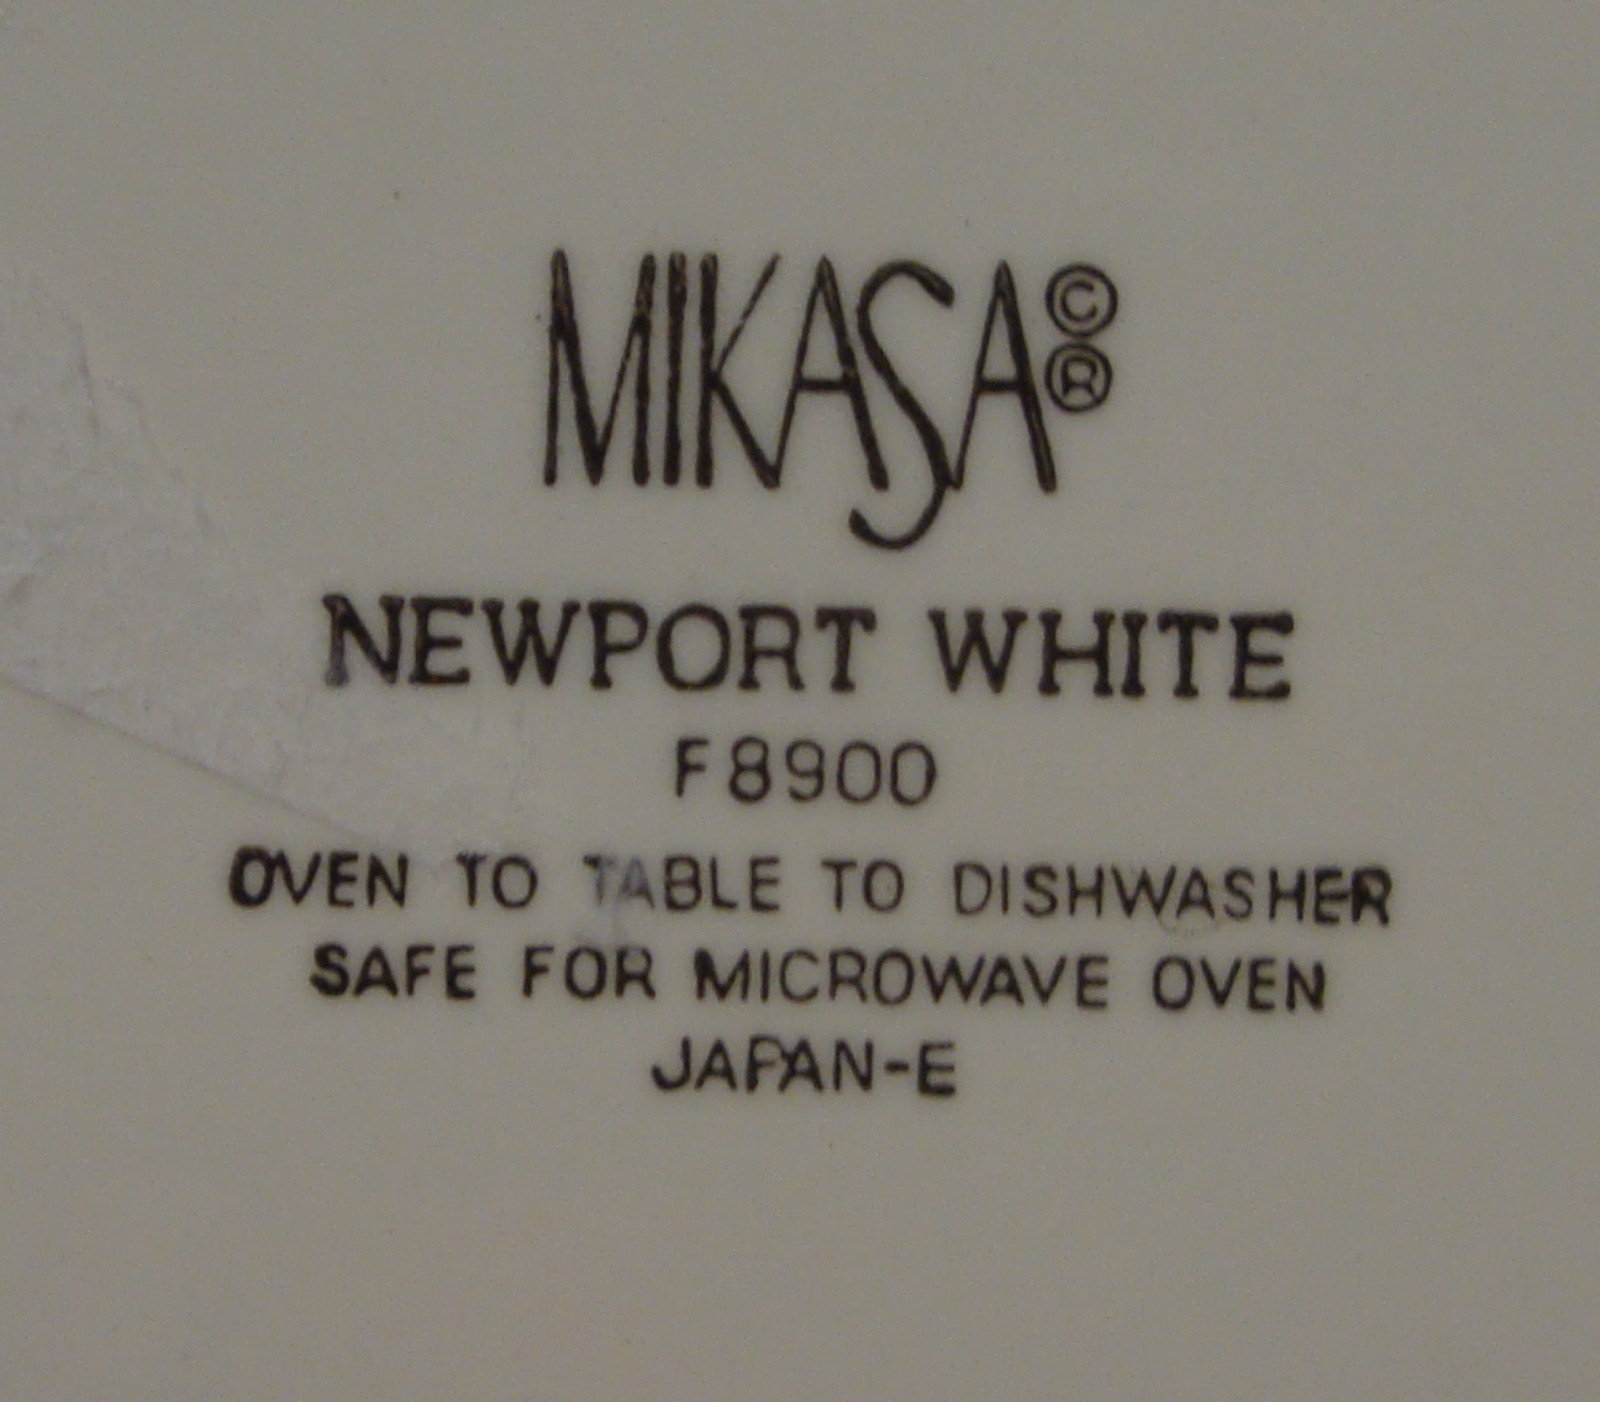 MIKASA©®
NEWPORT WHITE
F8900
OVEN TO TABLE TO DISHWASHER
SAFE FOR MICROWAVE OVEN
JAPAN-E